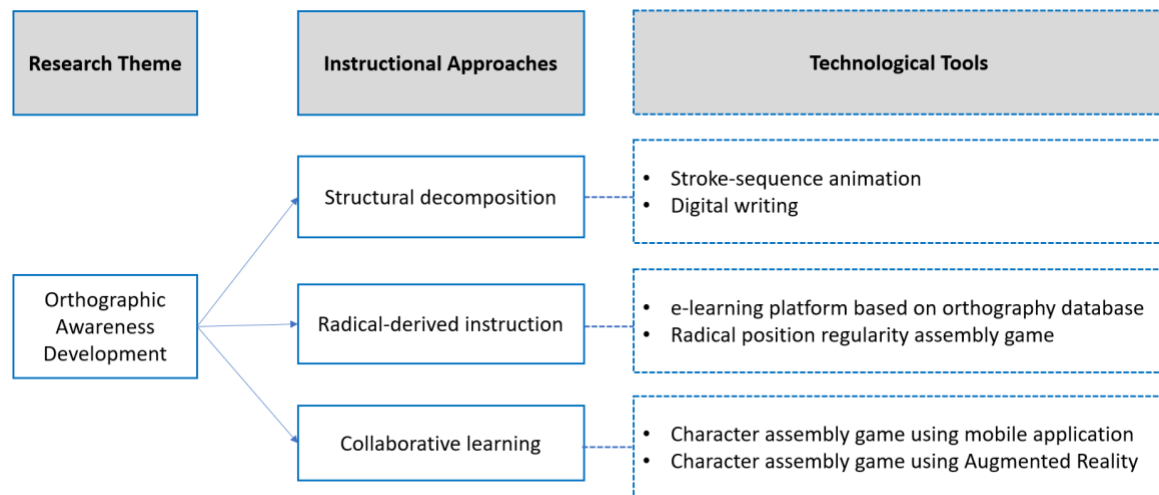 Research Theme
Instructional Approaches
Technological Tools
Orthographic
Awareness
Development
Structural decomposition
• Stroke-sequence animation
• Digital writing
Radical-derived instruction
• e-learning platform based on orthography database
• Radical position regularity assembly game
Collaborative learning
• Character assembly game using mobile application
• Character assembly game using Augmented Reality